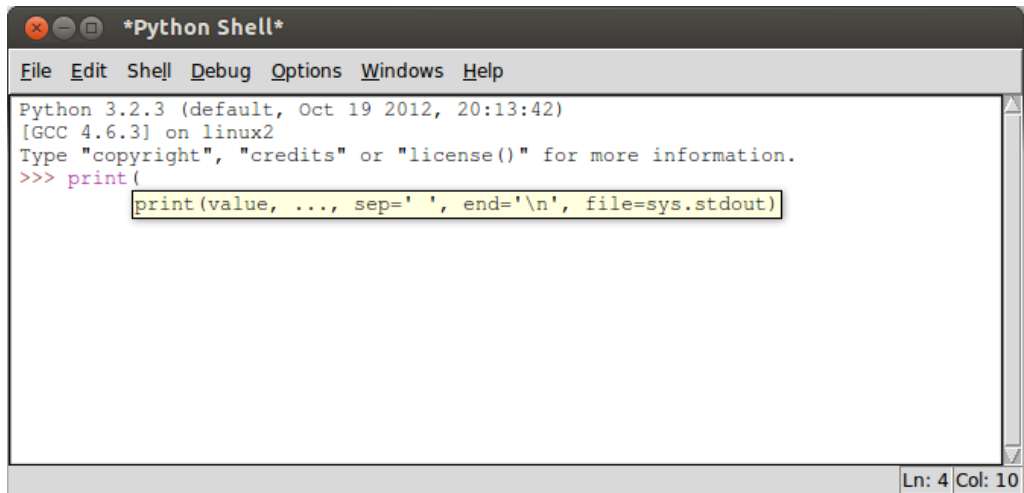 *Python Shell*
File Edit Shell Debug Options Windows Help
Python 3.2.3 (default, Oct 19 2012, 20:13:42)
[GCC 4.6.3] on linux2
Type "copyright", "credits" or "license()" for more information.
>>> print(
print(value, ..., sep=' ', end='\n', file=sys.stdout)
Ln: 4 Col: 10